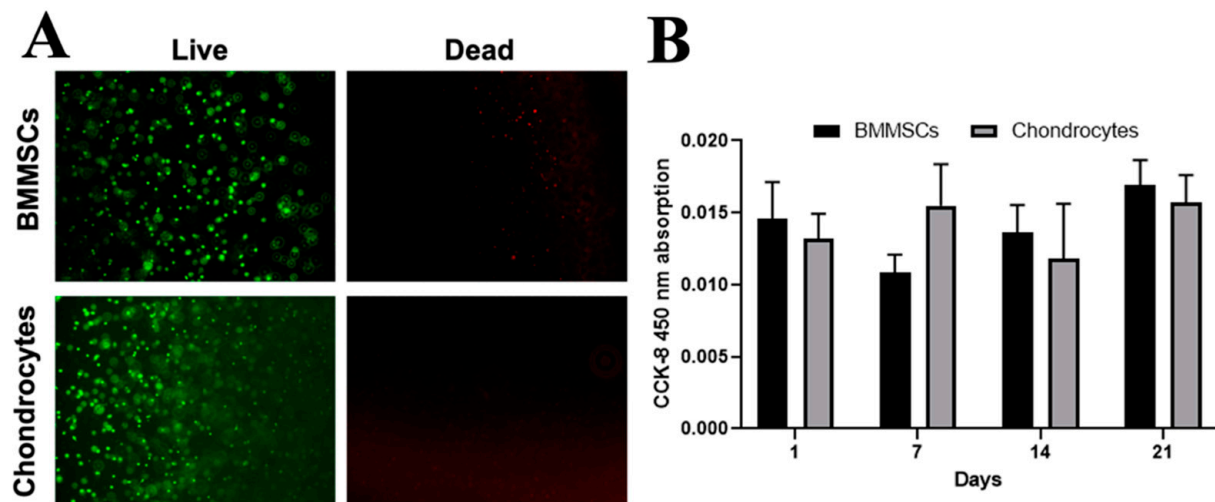 A
Live
Dead
BMMSCs
Chondrocytes
B
BMMSCs
Chondrocytes
CCK-8 450 nm absorption
0.020
0.015
0.010
0.005
0.000
1
7
14
21
Days